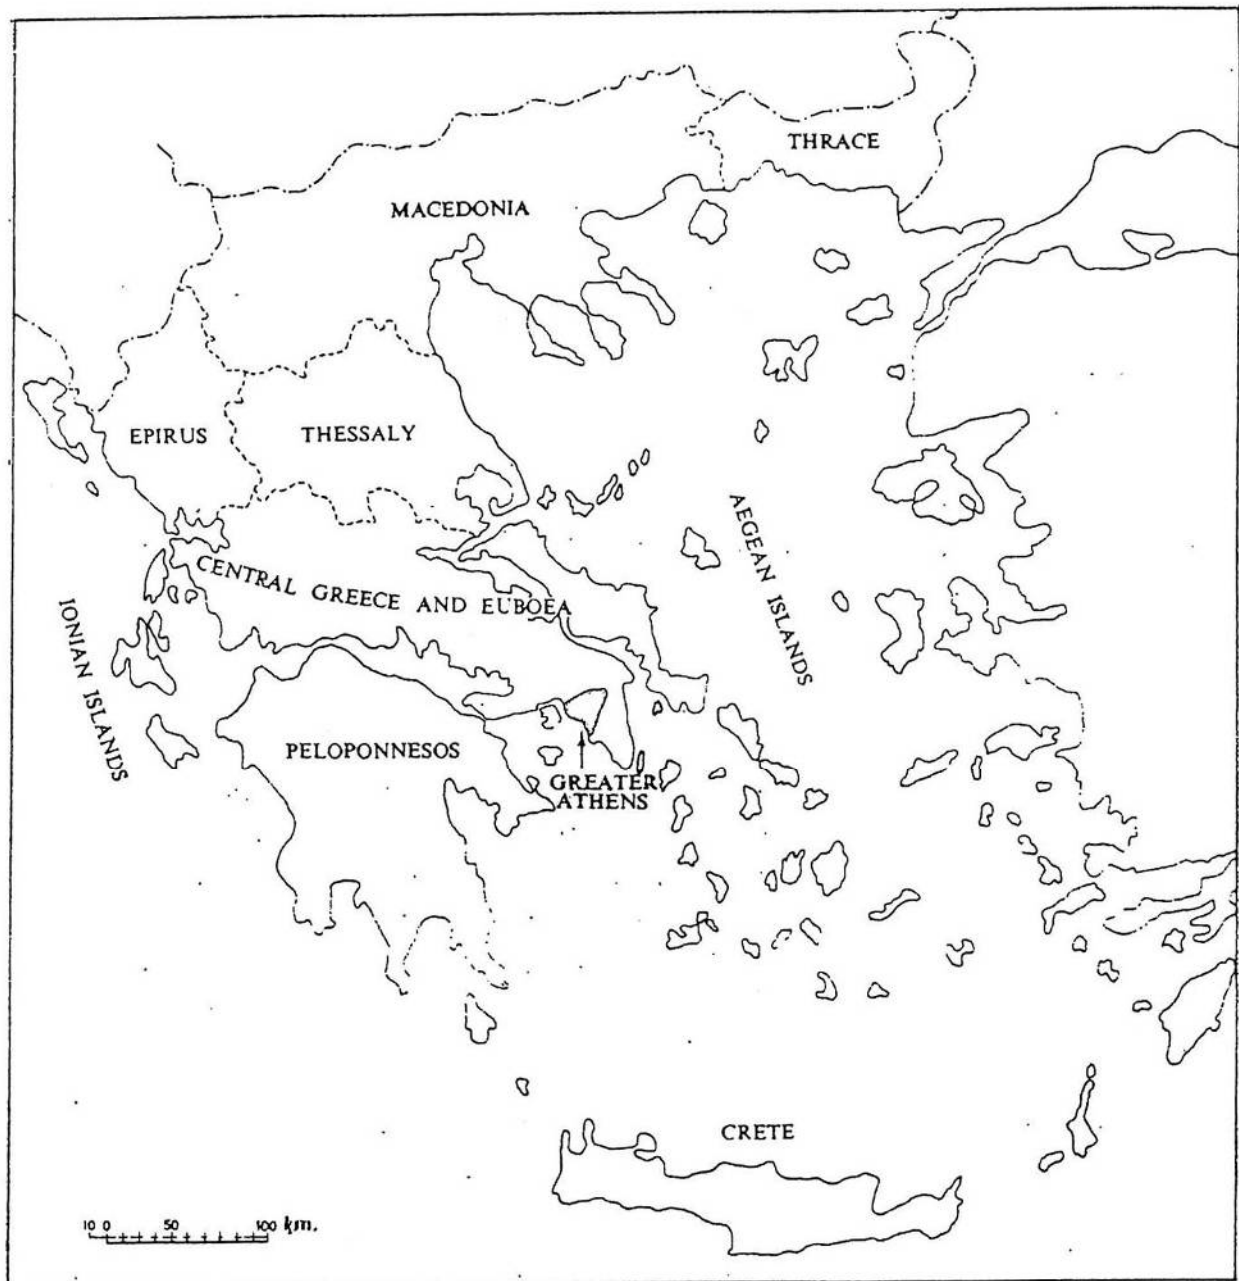 THRACE
MACEDONIA
EPIRUS
THESSALY
AEGEAN ISLANDS
CENTRAL GREECE AND EUBOEA
IONIAN ISLANDS
PELOPONNESOS
GREATER
ATHENS
CRETE
10 0 50 100 km.